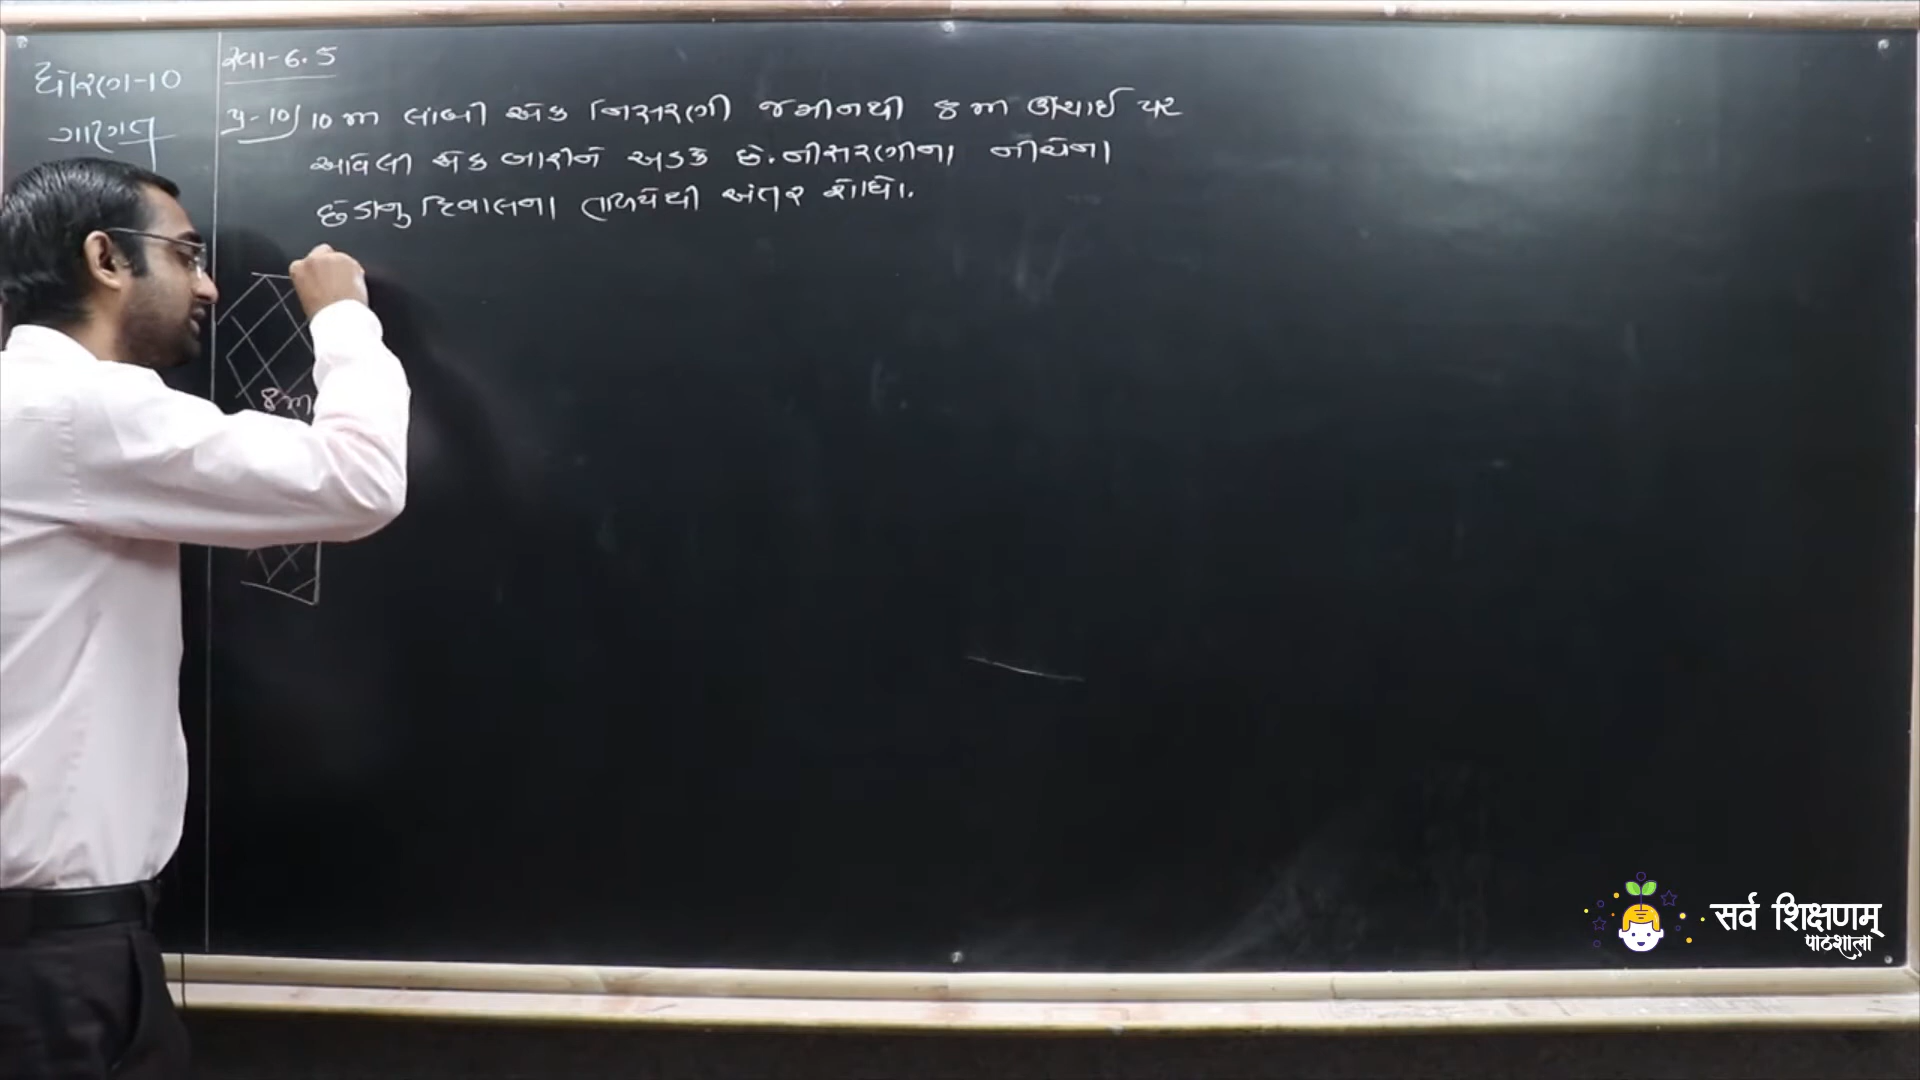 ધોરણ-10
ગણિત
સ્વા-6.5
પ્ર-10) 10 m લાંબી એક નિસરણી જમીનથી 8 m ઊંચાઈ પર
આવેલી એક બારીને અડકે છે. નીસરણીના નીચેના
છેડાનુ દિવાલના તળિયેથી અંતર શોધો.
8m
सर्व शिक्षणम्
पाठशाला